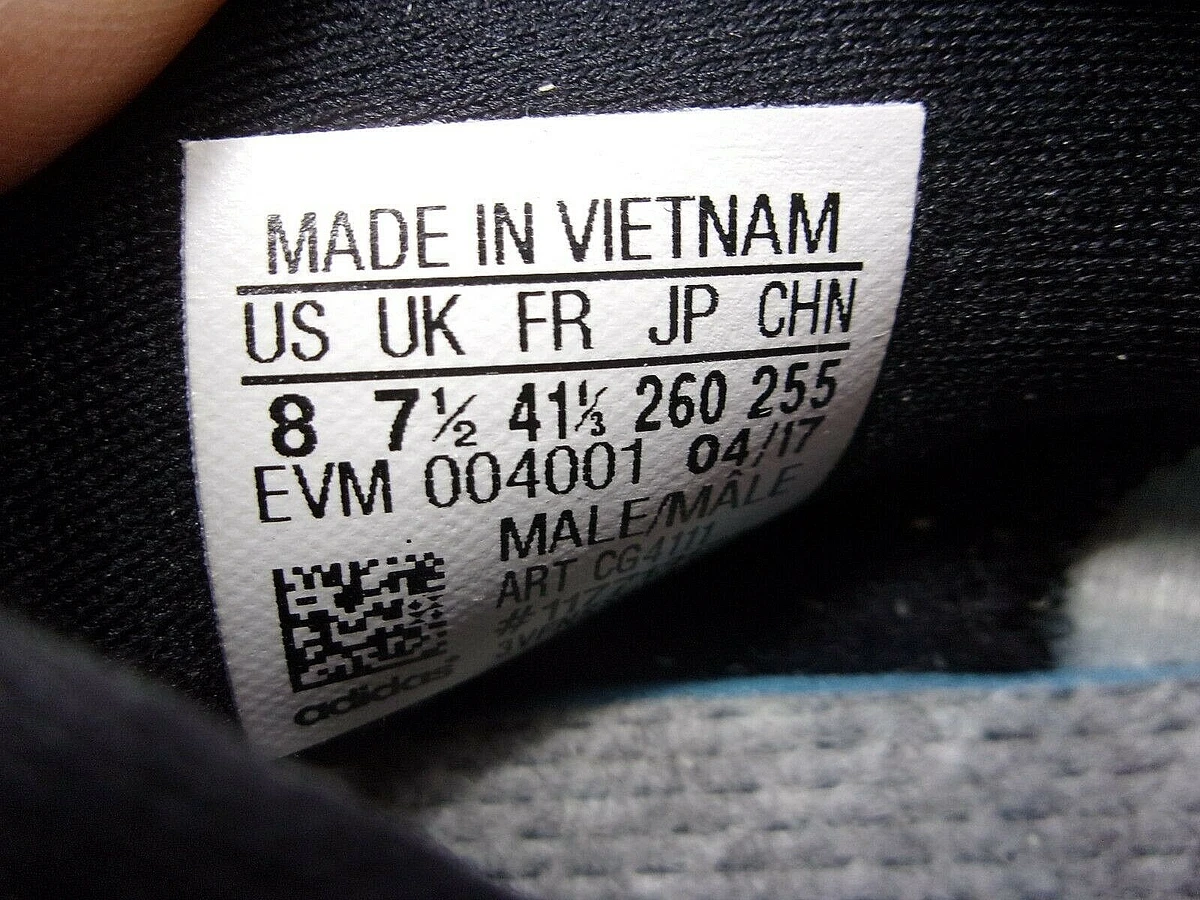 MADE IN VIETNAM
US UK FR JP CHN
8 7½ 41⅓ 260 255
EVM 004001 04/17
MALE/MÂLE
ART CG4111
adidas